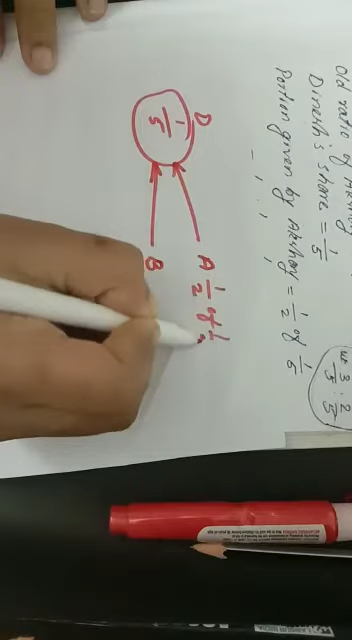 Old ratio of Akshay
Dinesh's share = 1/5
Portion given by Akshay = 1/2 of 1/5
3/5 : 2/5
D
1/5
A 1/2 of 1
B